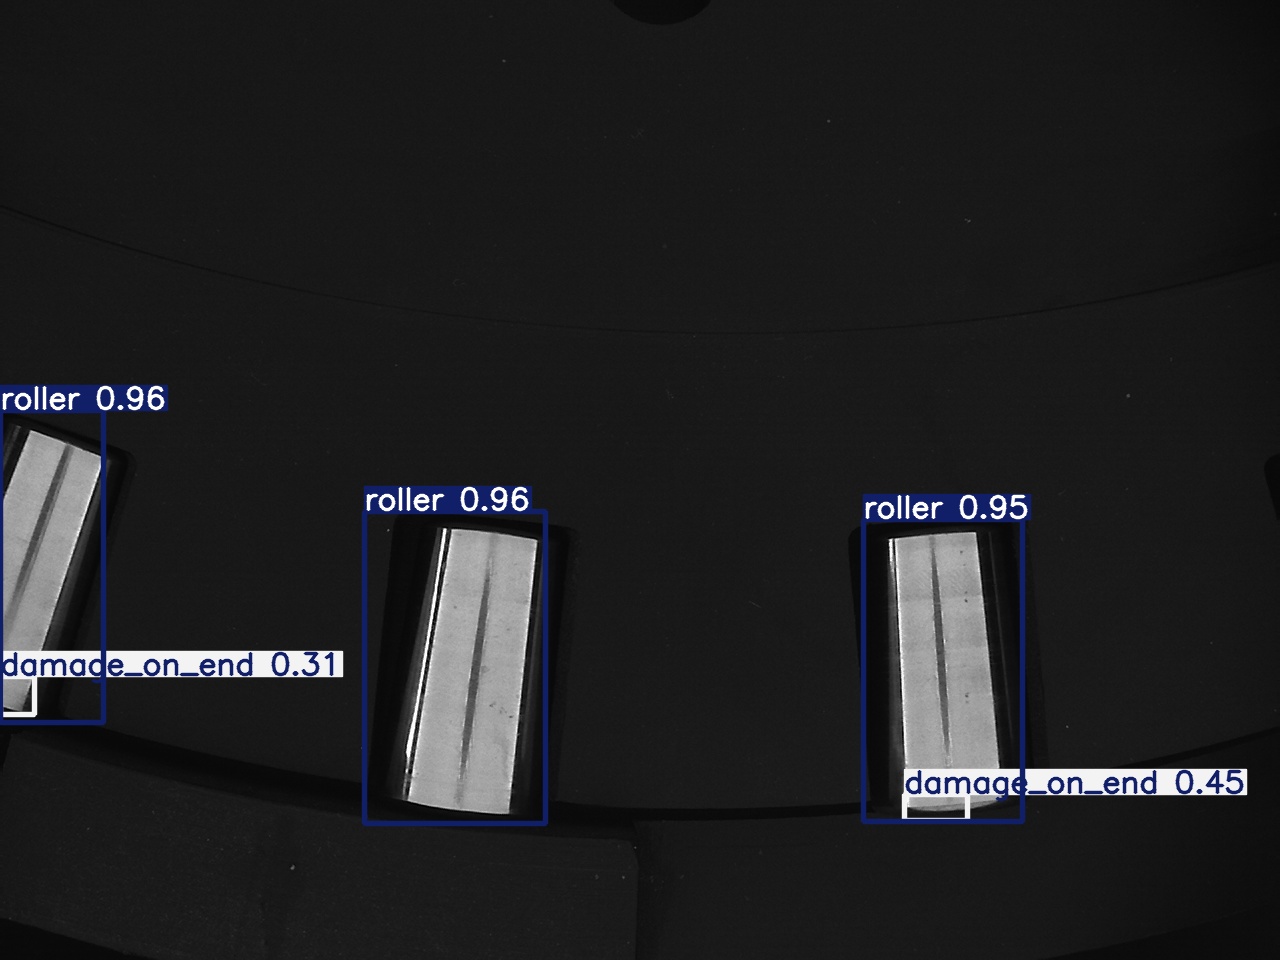 roller 0.96
roller 0.96
roller 0.95
damage_on_end 0.31
damage_on_end 0.45